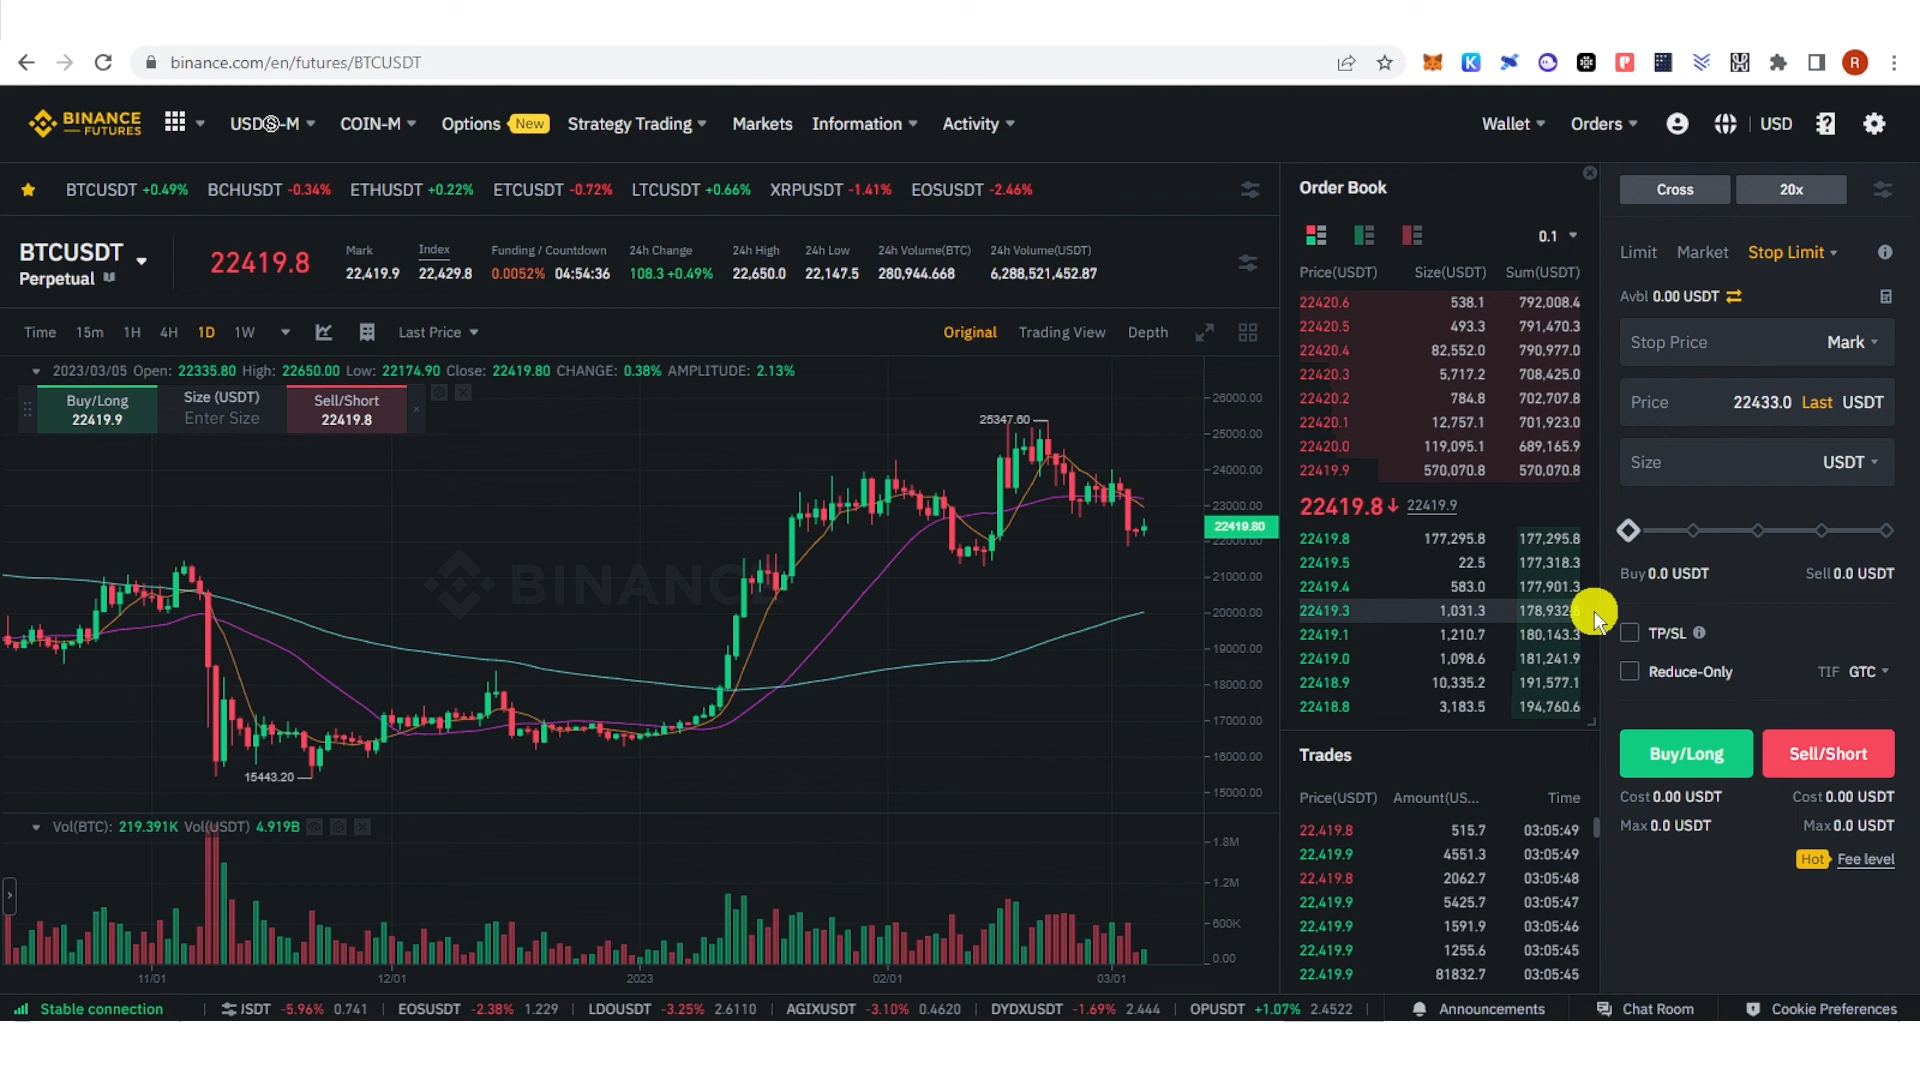 binance.com/en/futures/BTCUSDT
R
BINANCE FUTURES USDⓈ-M COIN-M Options New Strategy Trading Markets Information Activity Wallet Orders USD
BTCUSDT +0.49% BCHUSDT -0.34% ETHUSDT +0.22% ETCUSDT -0.72% LTCUSDT +0.66% XRPUSDT -1.41% EOSUSDT -2.46%
BTCUSDT
Perpetual
22419.8
Mark
22,419.9
Index
22,429.8
Funding / Countdown
0.0052% 04:54:36
24h Change
108.3 +0.49%
24h High
22,650.0
24h Low
22,147.5
24h Volume(BTC)
280,944.668
24h Volume(USDT)
6,288,521,452.87
Time 15m 1H 4H 1D 1W Last Price Original Trading View Depth
2023/03/05 Open: 22335.80 High: 22650.00 Low: 22174.90 Close: 22419.80 CHANGE: 0.38% AMPLITUDE: 2.13%
Buy/Long
22419.9
Size (USDT)
Enter Size
Sell/Short
22419.8
26000.00
25347.60
25000.00
24000.00
23000.00
22419.80
22000.00
21000.00
BINANCE
20000.00
19000.00
18000.00
17000.00
16000.00
15443.20
15000.00
Vol(BTC): 219.391K Vol(USDT) 4.919B
1.8M
1.2M
600K
0.00
11/01 12/01 2023 02/01 03/01
Order Book
0.1
Price(USDT) Size(USDT) Sum(USDT)
22420.6 538.1 792,008.4
22420.5 493.3 791,470.3
22420.4 82,552.0 790,977.0
22420.3 5,717.2 708,425.0
22420.2 784.8 702,707.8
22420.1 12,757.1 701,923.0
22420.0 119,095.1 689,165.9
22419.9 570,070.8 570,070.8
22419.8 22419.9
22419.8 177,295.8 177,295.8
22419.5 22.5 177,318.3
22419.4 583.0 177,901.3
22419.3 1,031.3
22419.1 1,210.7 180,143.3
22419.0 1,098.6 181,241.9
22418.9 10,335.2 191,577.1
22418.8 3,183.5 194,760.6
Trades
Price(USDT) Amount(US... Time
22,419.8 515.7 03:05:49
22,419.9 4551.3 03:05:49
22,419.8 2062.7 03:05:48
22,419.9 5425.7 03:05:47
22,419.9 1591.9 03:05:46
22,419.9 1255.6 03:05:45
22,419.9 81832.7 03:05:45
Cross 20x
Limit Market Stop Limit
Avbl 0.00 USDT
Stop Price Mark
Price 22433.0 Last USDT
Size USDT
Buy 0.0 USDT Sell 0.0 USDT
TP/SL
Reduce-Only TIF GTC
Buy/Long Sell/Short
Cost 0.00 USDT Cost 0.00 USDT
Max 0.0 USDT Max 0.0 USDT
Hot Fee level
Stable connection JSDT -5.96% 0.741 EOSUSDT -2.38% 1.229 LDOUSDT -3.25% 2.6110 AGIXUSDT -3.10% 0.4620 DYDXUSDT -1.69% 2.444 OPUSDT +1.07% 2.4522 Announcements Chat Room Cookie Preferences